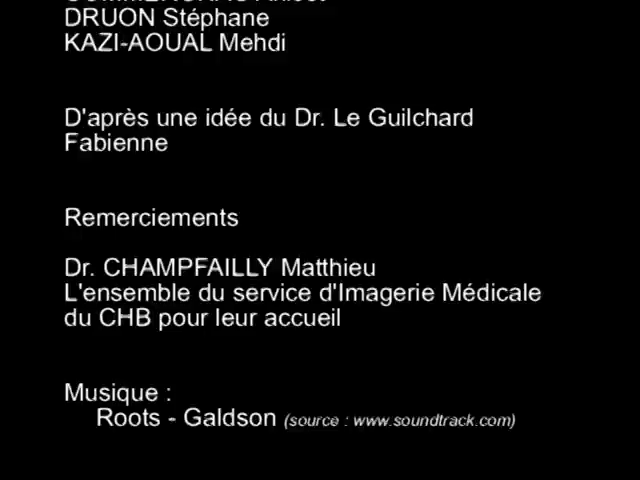 DRUON Stéphane
KAZI-AOUAL Mehdi
D'après une idée du Dr. Le Guilchard
Fabienne
Remerciements
Dr. CHAMPFAILLY Matthieu
L'ensemble du service d'Imagerie Médicale
du CHB pour leur accueil
Musique :
Roots - Galdson (source : www.soundtrack.com)